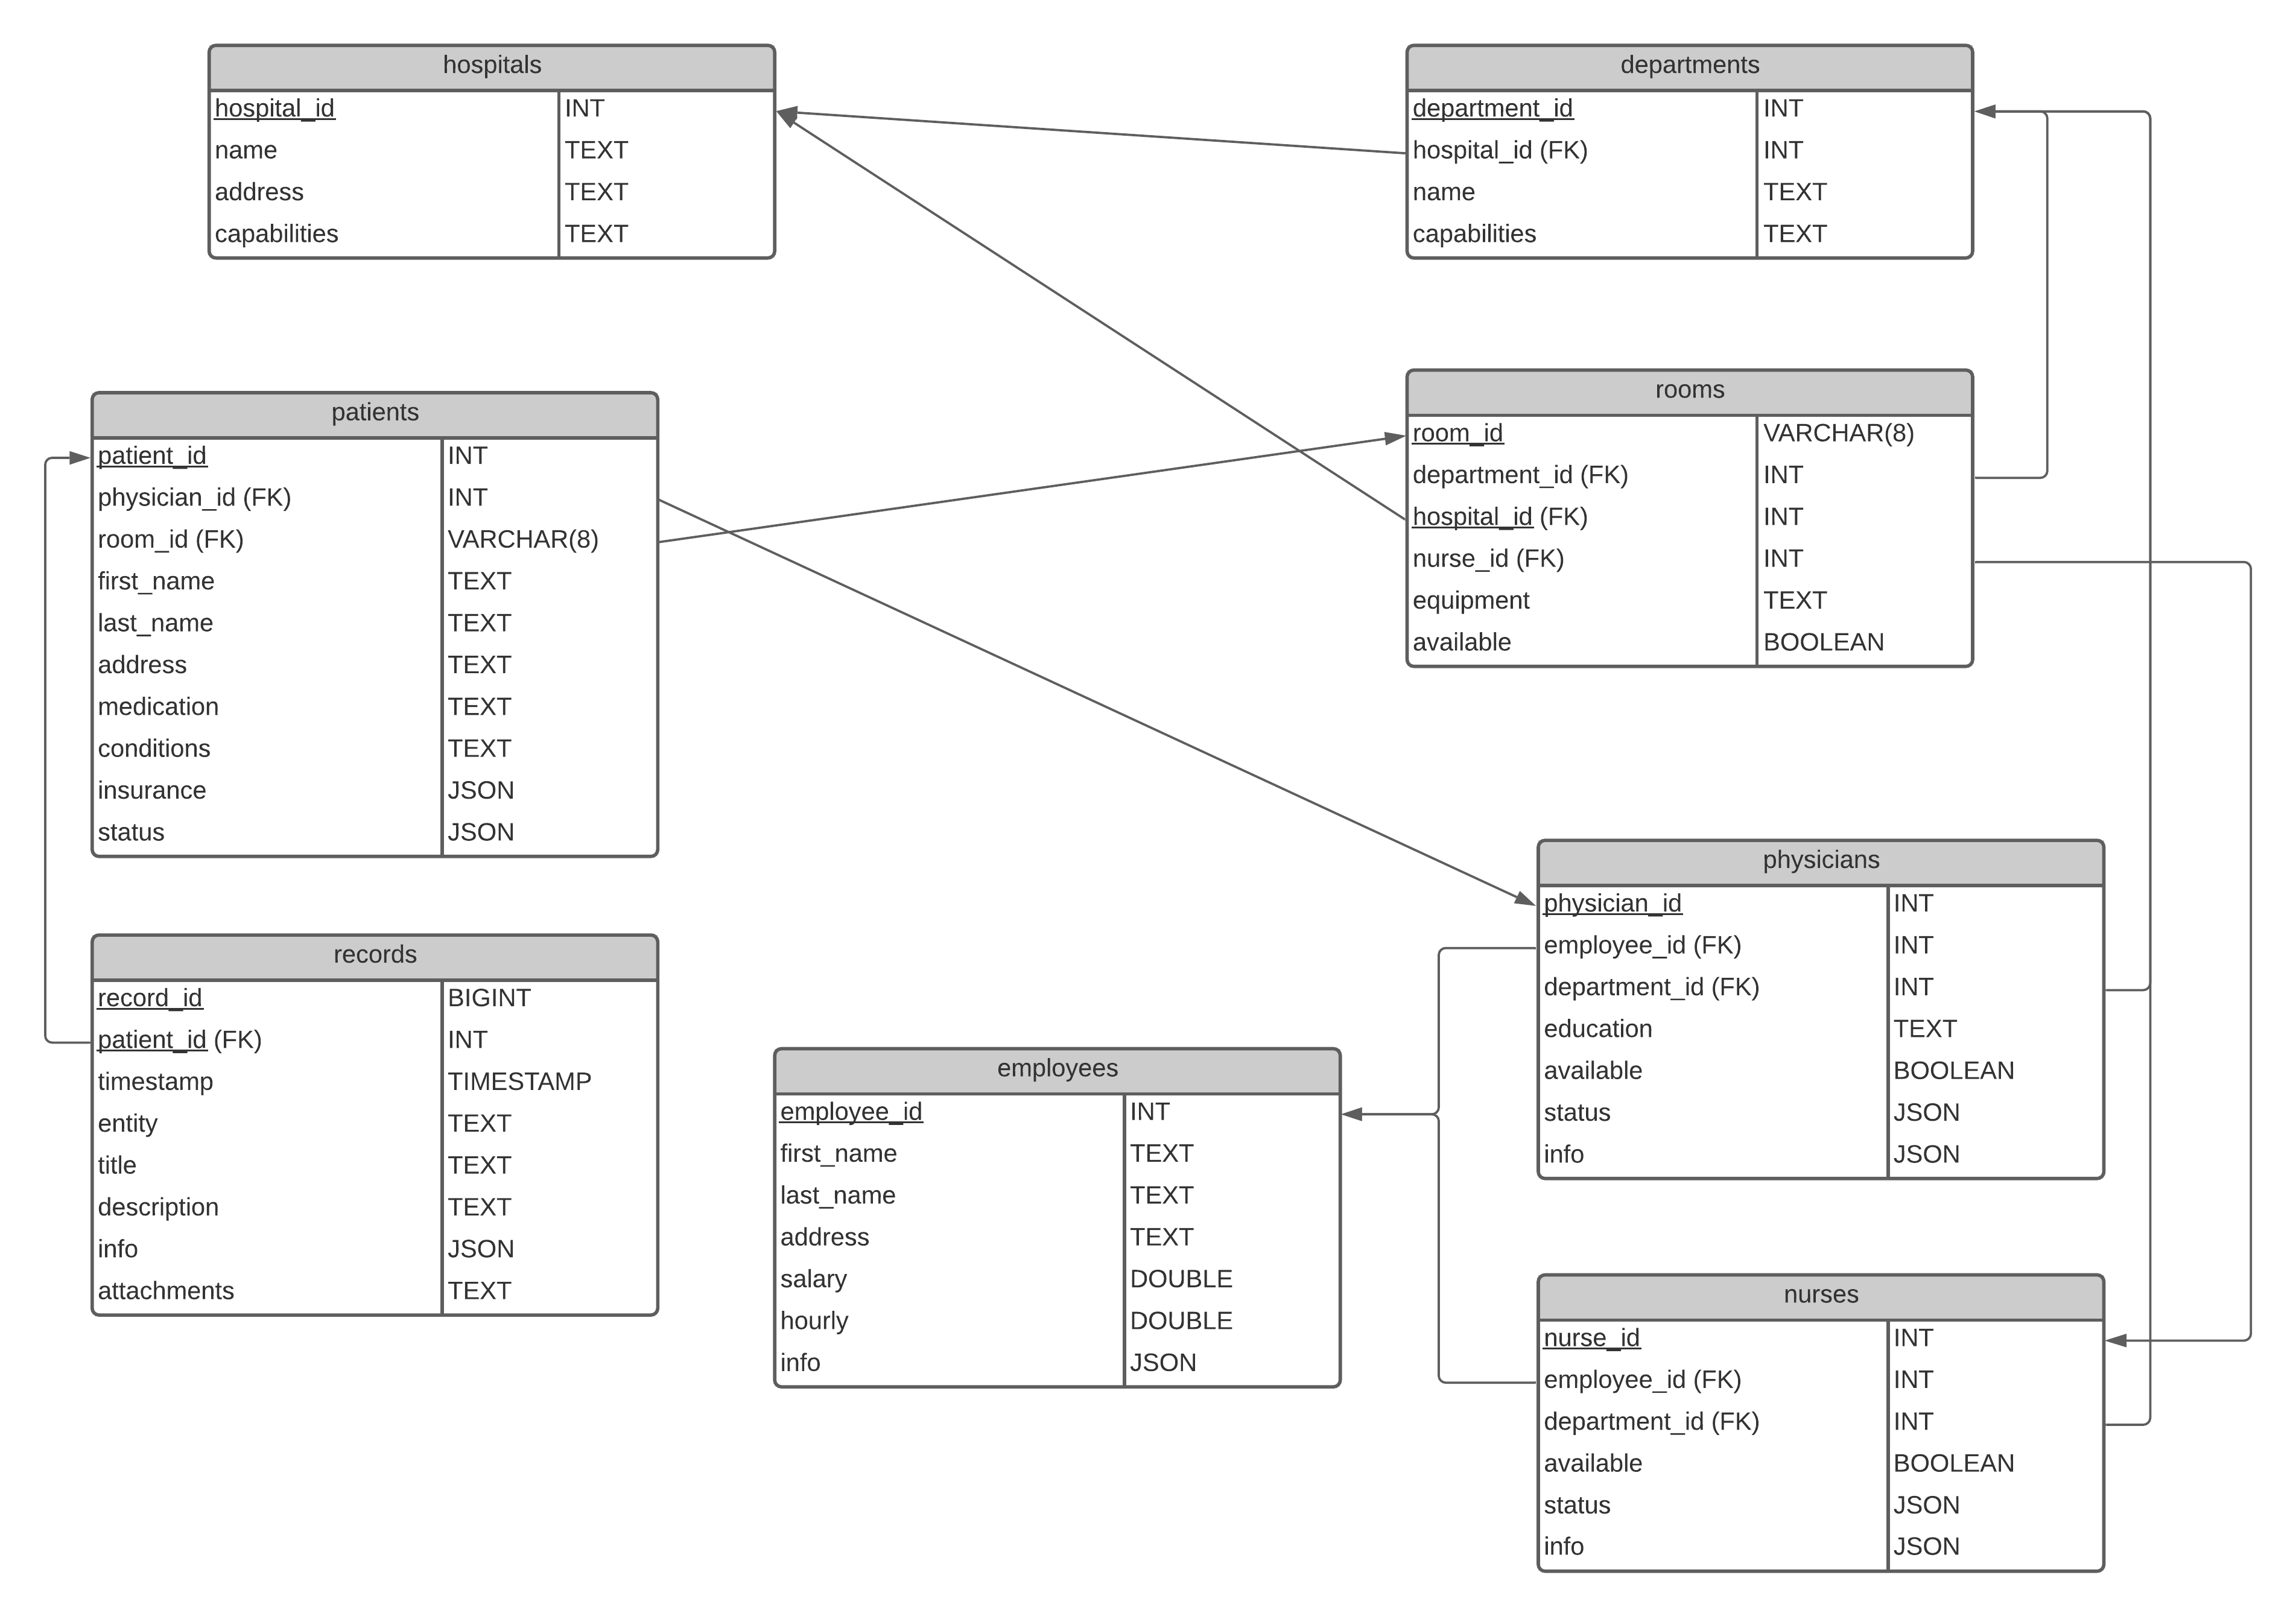 hospitals
hospital_id INT
name TEXT
address TEXT
capabilities TEXT
departments
department_id INT
hospital_id (FK) INT
name TEXT
capabilities TEXT
patients
patient_id INT
physician_id (FK) INT
room_id (FK) VARCHAR(8)
first_name TEXT
last_name TEXT
address TEXT
medication TEXT
conditions TEXT
insurance JSON
status JSON
rooms
room_id VARCHAR(8)
department_id (FK) INT
hospital_id (FK) INT
nurse_id (FK) INT
equipment TEXT
available BOOLEAN
records
record_id BIGINT
patient_id (FK) INT
timestamp TIMESTAMP
entity TEXT
title TEXT
description TEXT
info JSON
attachments TEXT
employees
employee_id INT
first_name TEXT
last_name TEXT
address TEXT
salary DOUBLE
hourly DOUBLE
info JSON
physicians
physician_id INT
employee_id (FK) INT
department_id (FK) INT
education TEXT
available BOOLEAN
status JSON
info JSON
nurses
nurse_id INT
employee_id (FK) INT
department_id (FK) INT
available BOOLEAN
status JSON
info JSON